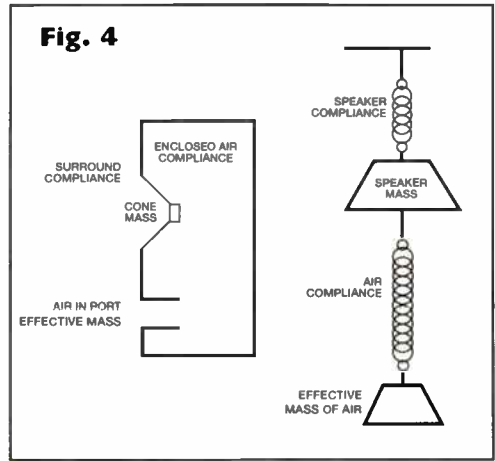 Fig. 4
ENCLOSED AIR
COMPLIANCE
SURROUND
COMPLIANCE
CONE
MASS
AIR IN PORT
EFFECTIVE MASS
SPEAKER
COMPLIANCE
SPEAKER
MASS
AIR
COMPLIANCE
EFFECTIVE
MASS OF AIR